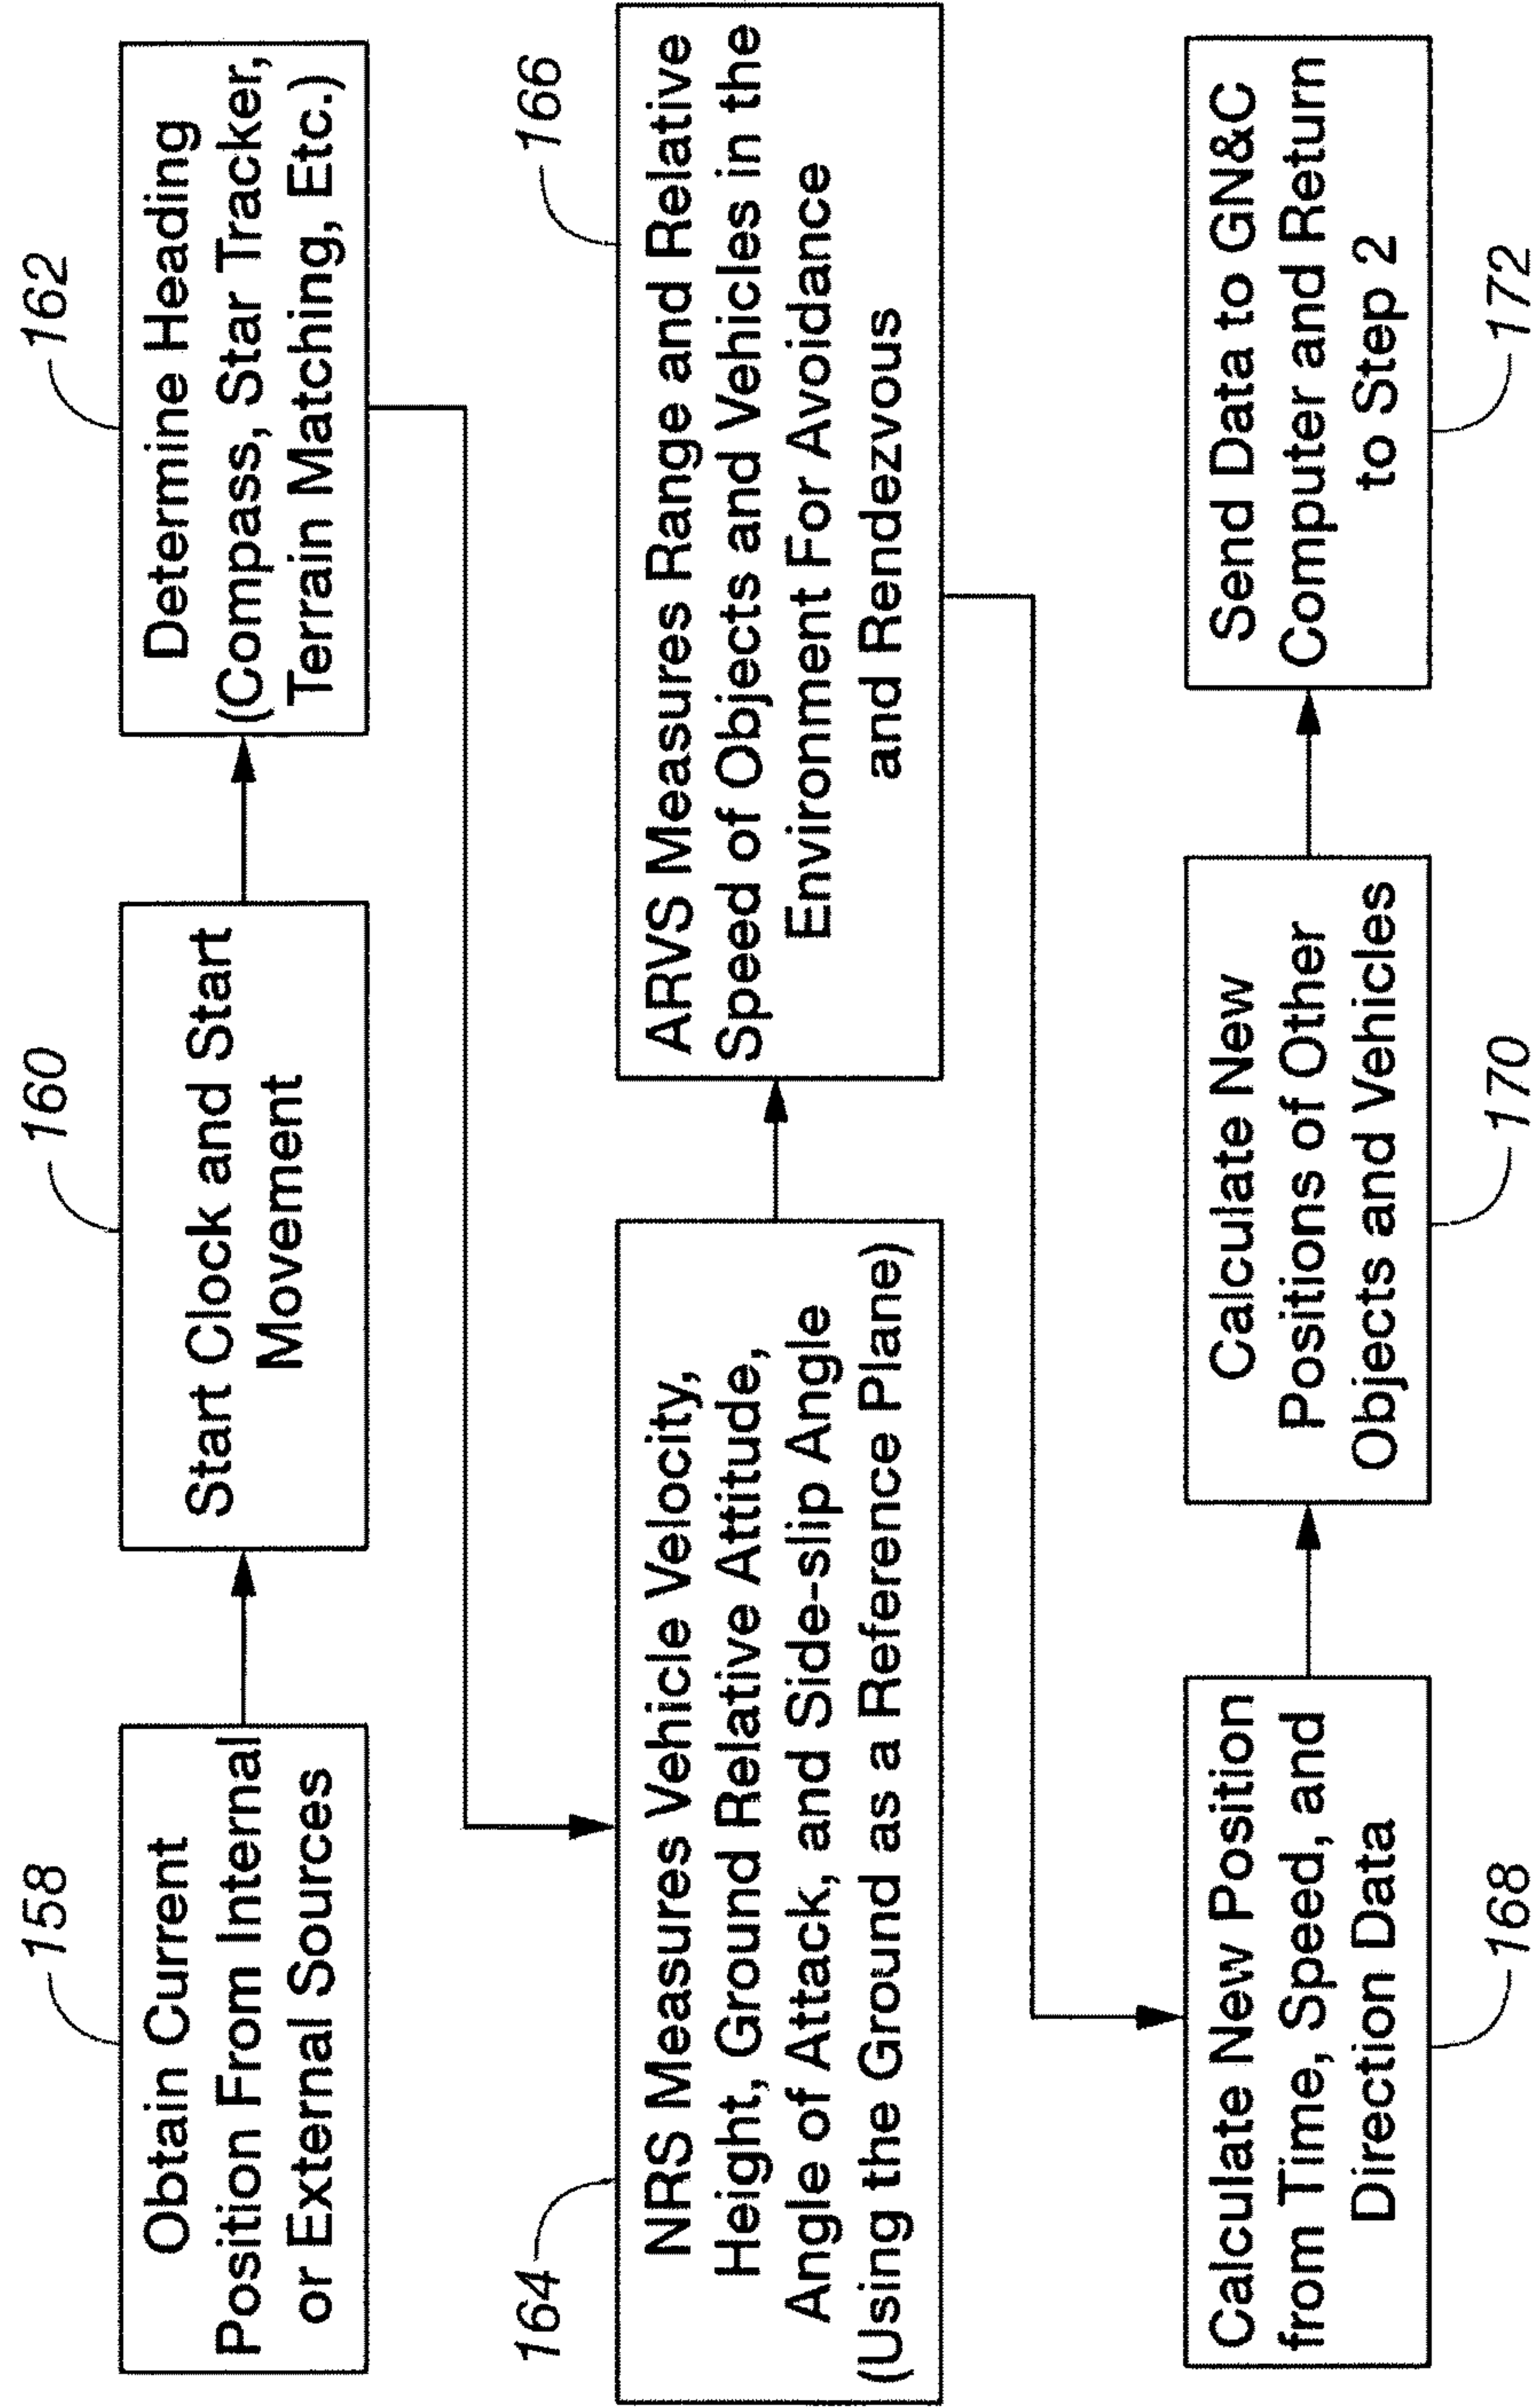 158
Obtain Current
Position From Internal
or External Sources
160
Start Clock and Start
Movement
162
Determine Heading
(Compass, Star Tracker,
Terrain Matching, Etc.)
164
NRS Measures Vehicle Velocity,
Height, Ground Relative Attitude,
Angle of Attack, and Side-slip Angle
(Using the Ground as a Reference Plane)
166
ARVS Measures Range and Relative
Speed of Objects and Vehicles in the
Environment For Avoidance
and Rendezvous
Calculate New Position
from Time, Speed, and
Direction Data
168
Calculate New
Positions of Other
Objects and Vehicles
170
Send Data to GN&C
Computer and Return
to Step 2
172